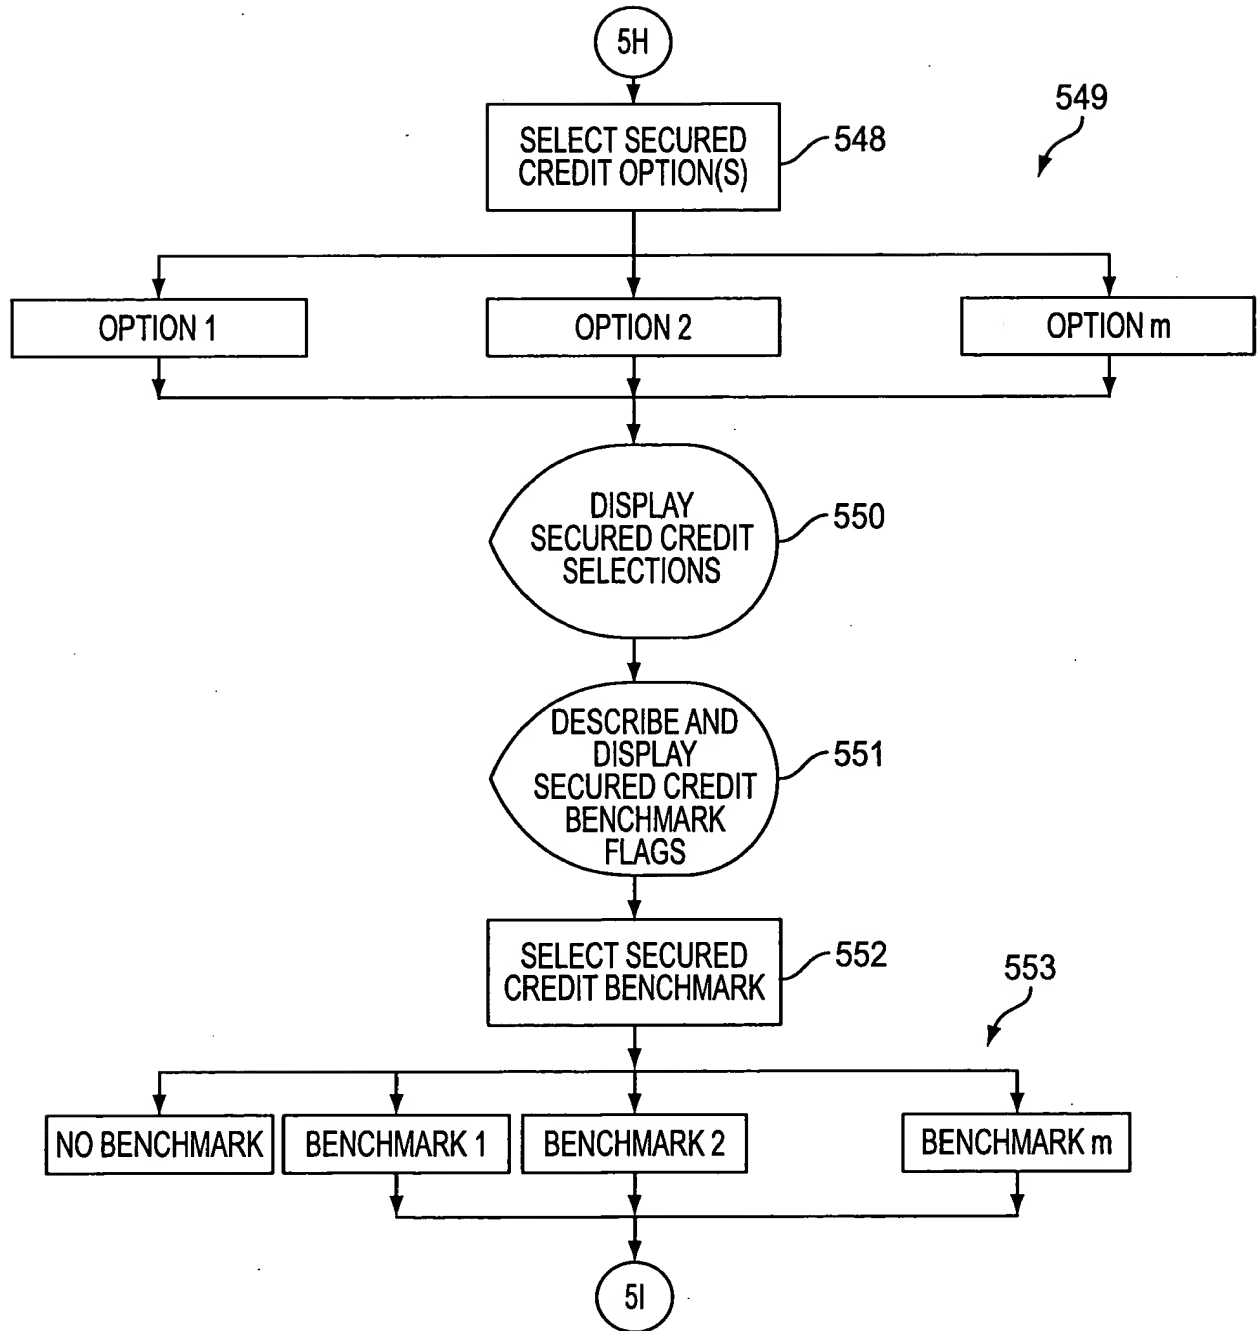 5H
549
SELECT SECURED
CREDIT OPTION(S)
548
OPTION 1
OPTION 2
OPTION m
DISPLAY
SECURED CREDIT
SELECTIONS
550
DESCRIBE AND
DISPLAY
SECURED CREDIT
BENCHMARK
FLAGS
551
SELECT SECURED
CREDIT BENCHMARK
552
553
NO BENCHMARK
BENCHMARK 1
BENCHMARK 2
BENCHMARK m
5I